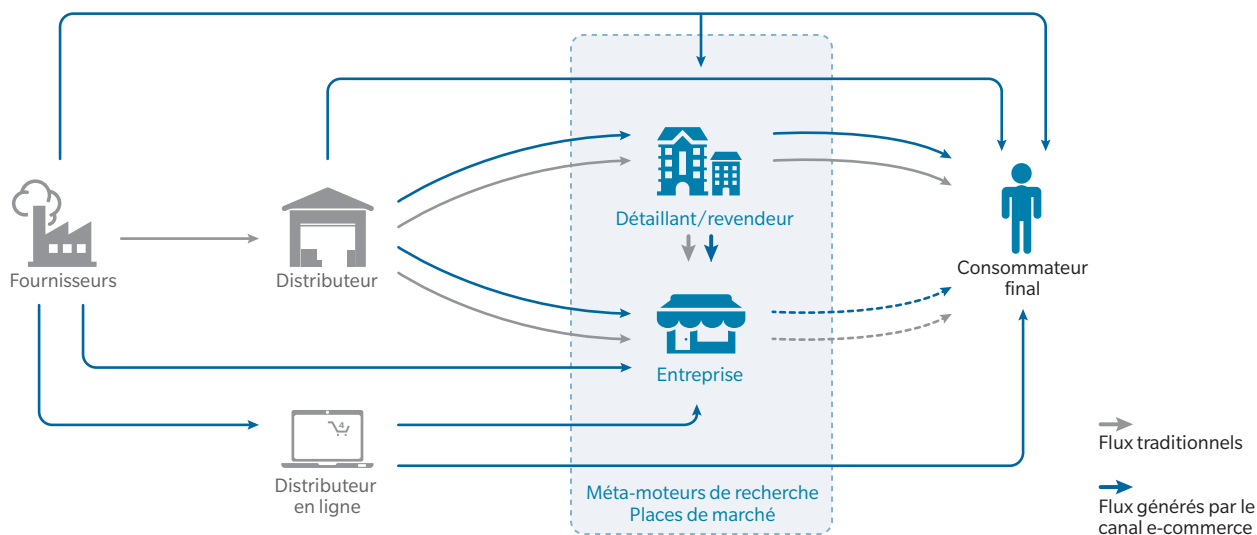 Détaillant/revendeur
Fournisseurs
Distributeur
Consommateur
final
Entreprise
4
Distributeur
en ligne
Méta-moteurs de recherche
Places de marché
Flux traditionnels
Flux générés par le
canal e-commerce